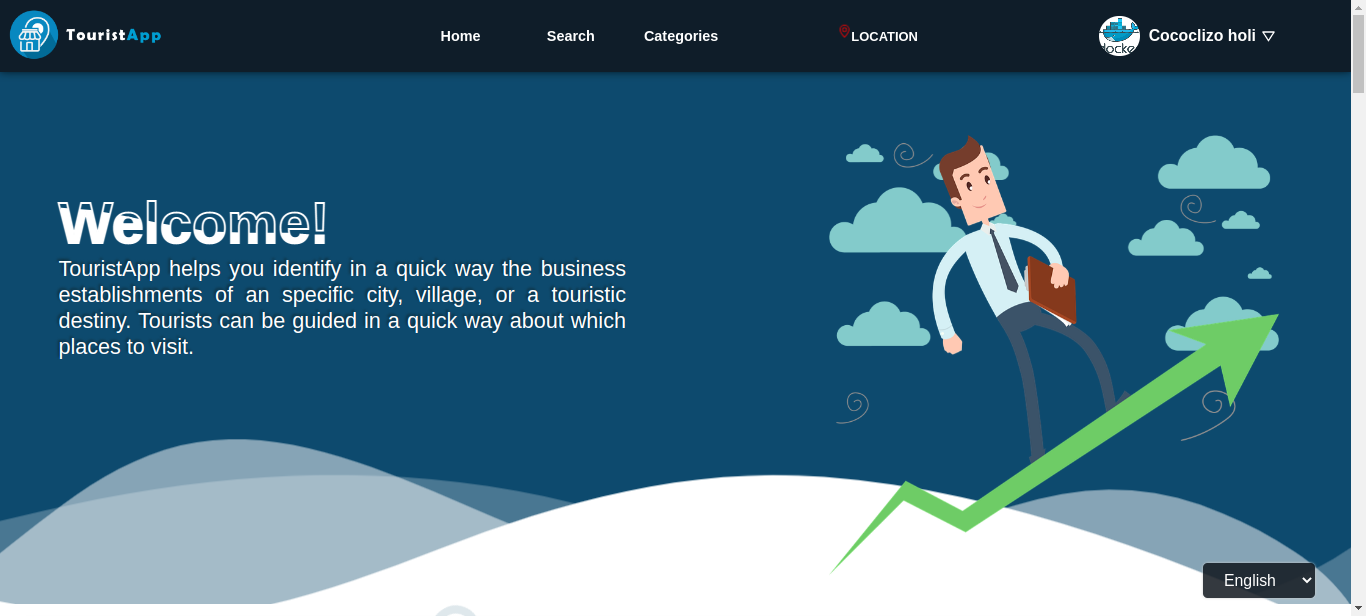 TouristApp
Home
Search
Categories
LOCATION
docke
Cococlizo holi
Welcome!
TouristApp helps you identify in a quick way the business
establishments of an specific city, village, or a touristic
destiny. Tourists can be guided in a quick way about which
places to visit.
English